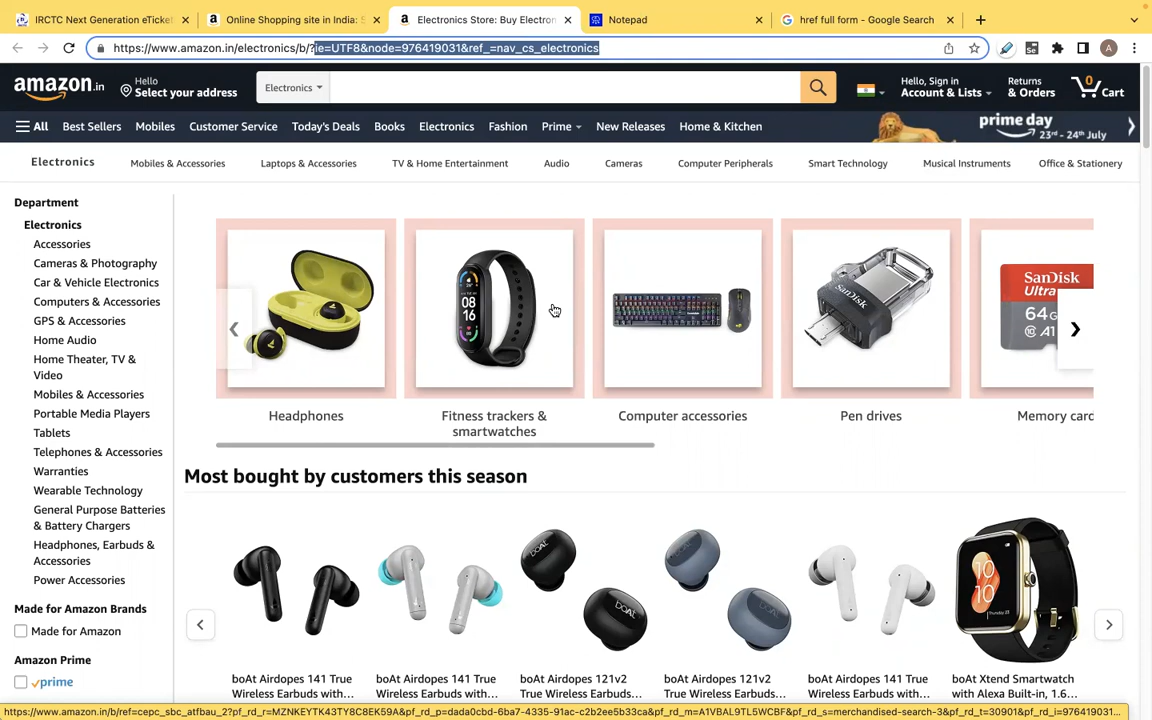 IRCTC Next Generation eTicket
Online Shopping site in India: S
Electronics Store: Buy Electron
Notepad
href full form - Google Search
https://www.amazon.in/electronics/b/?ie=UTF8&node=976419031&ref_=nav_cs_electronics
A
amazon.in
Hello
Select your address
Electronics
Hello, Sign in
Account & Lists
Returns
& Orders
0
Cart
All
Best Sellers
Mobiles
Customer Service
Today's Deals
Books
Electronics
Fashion
Prime
New Releases
Home & Kitchen
prime day
23rd - 24th July
Electronics
Mobiles & Accessories
Laptops & Accessories
TV & Home Entertainment
Audio
Cameras
Computer Peripherals
Smart Technology
Musical Instruments
Office & Stationery
Department
Electronics
Accessories
Cameras & Photography
Car & Vehicle Electronics
Computers & Accessories
GPS & Accessories
Home Audio
Home Theater, TV &
Video
Mobiles & Accessories
Portable Media Players
Tablets
Telephones & Accessories
Warranties
Wearable Technology
General Purpose Batteries
& Battery Chargers
Headphones, Earbuds &
Accessories
Power Accessories
Made for Amazon Brands
Made for Amazon
Amazon Prime
prime
08
16
SanDisk
SanDisk
Ultra
64G
A1
Headphones
Fitness trackers &
smartwatches
Computer accessories
Pen drives
Memory carc
Most bought by customers this season
boAt
boAt
10
10
boAt Airdopes 141 True
Wireless Earbuds with...
boAt Airdopes 141 True
Wireless Earbuds with...
boAt Airdopes 121v2
True Wireless Earbuds...
boAt Airdopes 121v2
True Wireless Earbuds...
boAt Airdopes 141 True
Wireless Earbuds with...
boAt Xtend Smartwatch
with Alexa Built-in, 1.6...
https://www.amazon.in/b/ref=cepc_sbc_atfbau_2?pf_rd_r=MZNKEYTK43TY8C8EK59A&pf_rd_p=dada0cbd-6ba7-4335-91ac-c2b2ee5b33ca&pf_rd_m=A1VBAL9TL5WCBF&pf_rd_s=merchandised-search-3&pf_rd_t=30901&pf_rd_i=976419031...